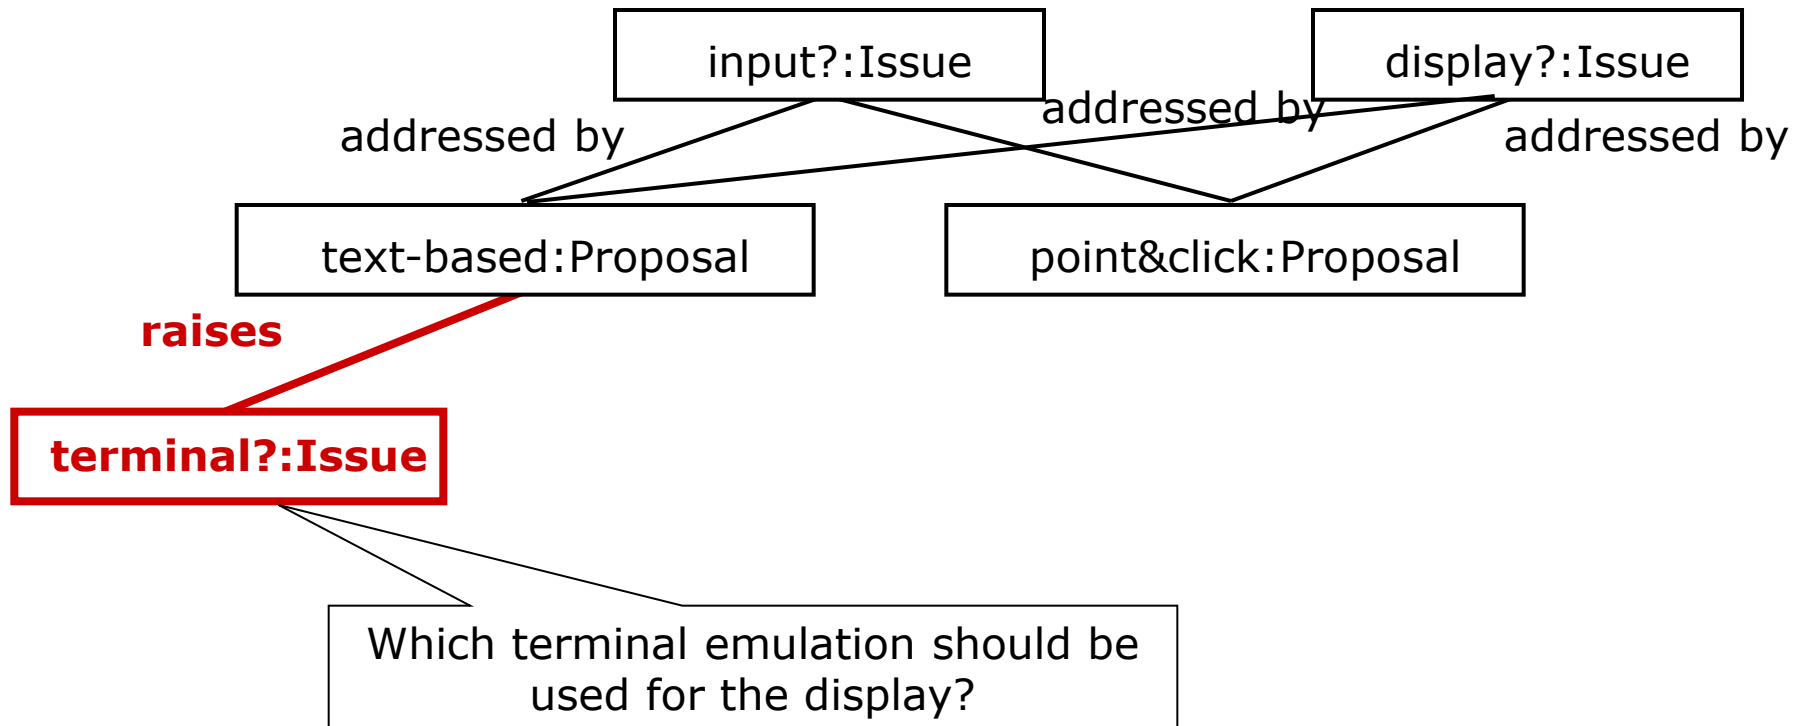 input?:Issue
display?:Issue
addressed by
addressed by
addressed by
text-based:Proposal
point&click:Proposal
raises
terminal?:Issue
Which terminal emulation should be
used for the display?